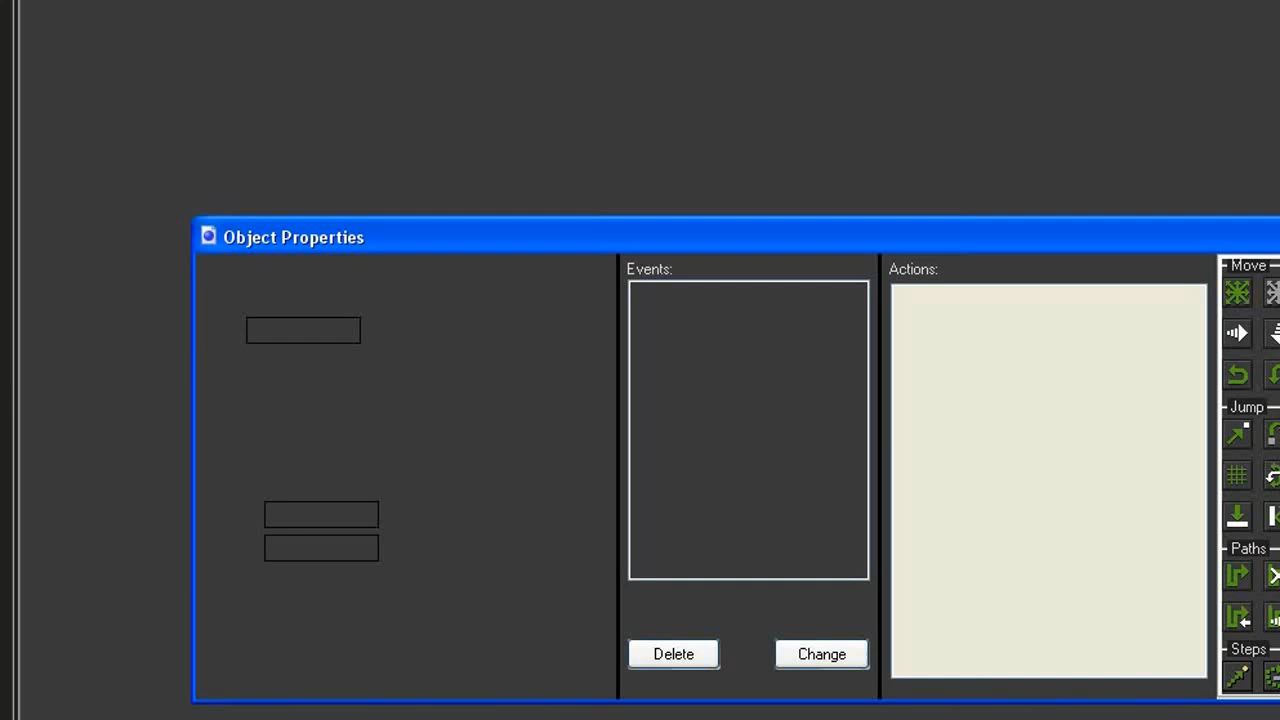 Object Properties
Events:
Actions:
Move
Jump
Paths
Steps
Delete
Change